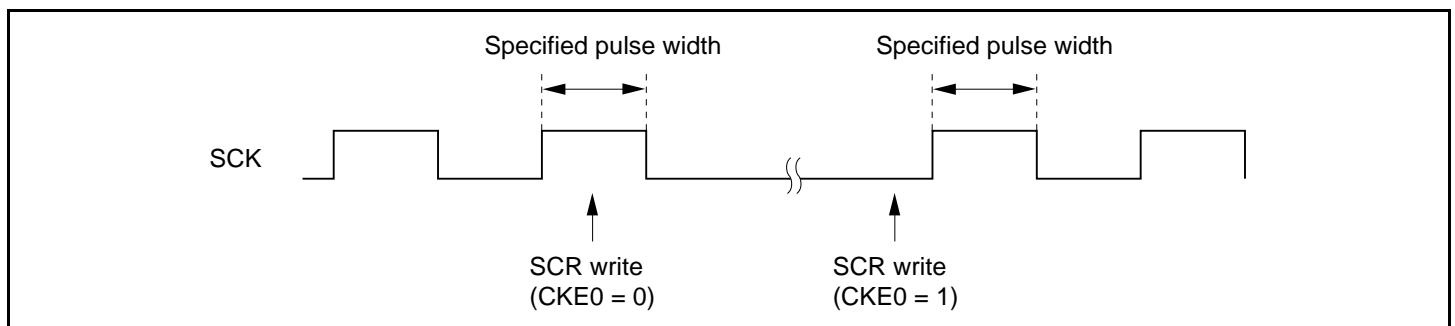 Specified pulse width
Specified pulse width
SCK
SCR write
(CKE0 = 0)
SCR write
(CKE0 = 1)